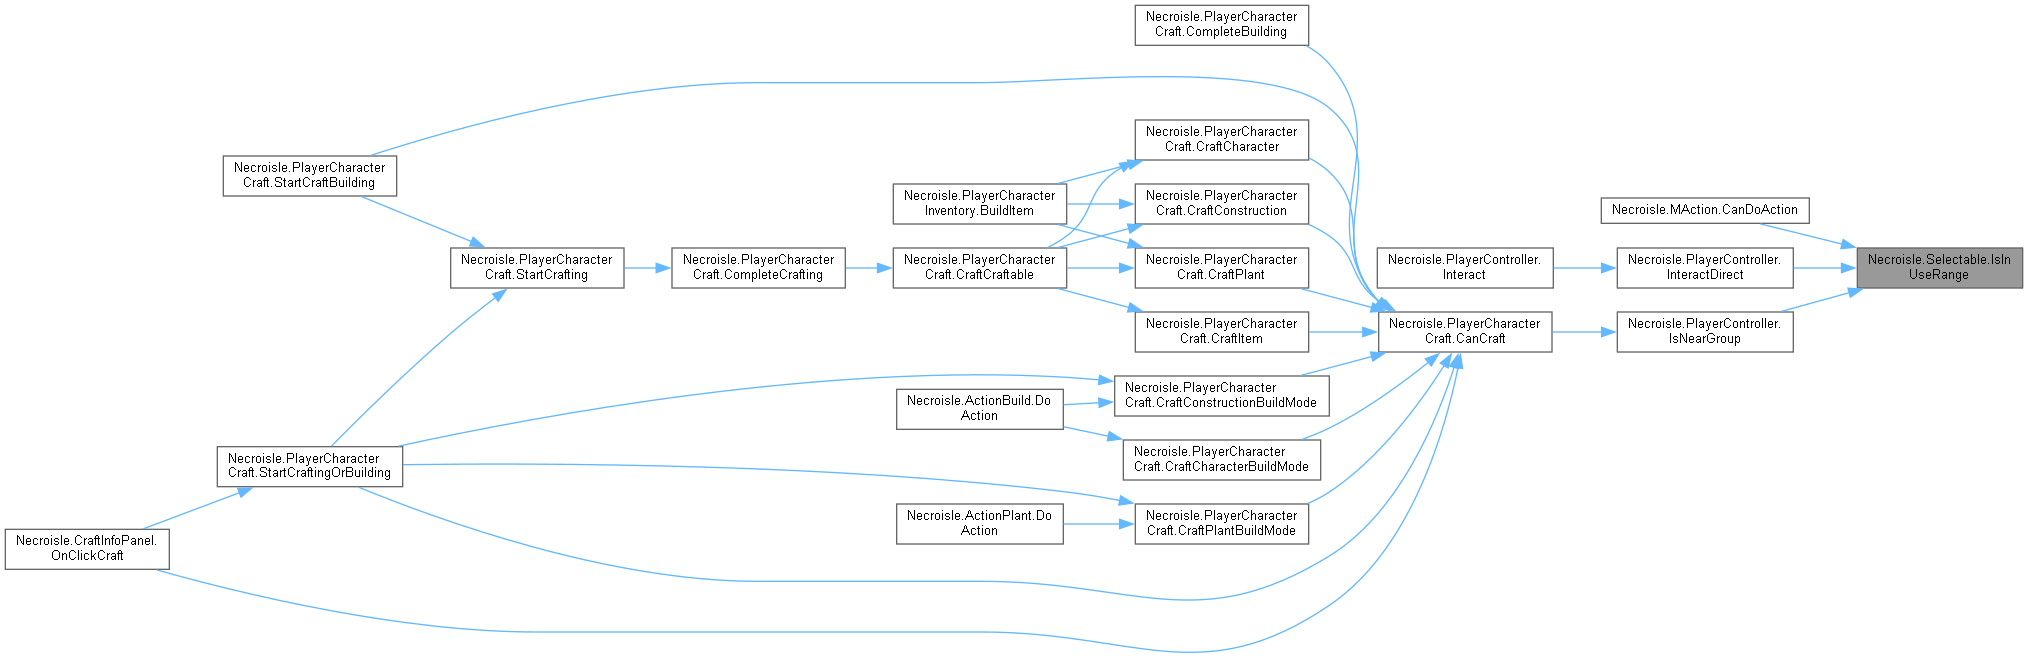 Necroisle.PlayerCharacter
Craft.CompleteBuilding
Necroisle.PlayerCharacter
Craft.CraftCharacter
Necroisle.PlayerCharacter
Craft.StartCraftBuilding
Necroisle.PlayerCharacter
Inventory.BuildItem
Necroisle.PlayerCharacter
Craft.CraftConstruction
Necroisle.MAction.CanDoAction
Necroisle.PlayerCharacter
Craft.StartCrafting
Necroisle.PlayerCharacter
Craft.CompleteCrafting
Necroisle.PlayerCharacter
Craft.CraftCraftable
Necroisle.PlayerCharacter
Craft.CraftPlant
Necroisle.PlayerController.
Interact
Necroisle.PlayerController.
InteractDirect
Necroisle.Selectable.IsIn
UseRange
Necroisle.PlayerCharacter
Craft.CraftItem
Necroisle.PlayerCharacter
Craft.CanCraft
Necroisle.PlayerController.
IsNearGroup
Necroisle.ActionBuild.Do
Action
Necroisle.PlayerCharacter
Craft.CraftConstructionBuildMode
Necroisle.PlayerCharacter
Craft.CraftCharacterBuildMode
Necroisle.PlayerCharacter
Craft.StartCraftingOrBuilding
Necroisle.ActionPlant.Do
Action
Necroisle.PlayerCharacter
Craft.CraftPlantBuildMode
Necroisle.CraftInfoPanel.
OnClickCraft